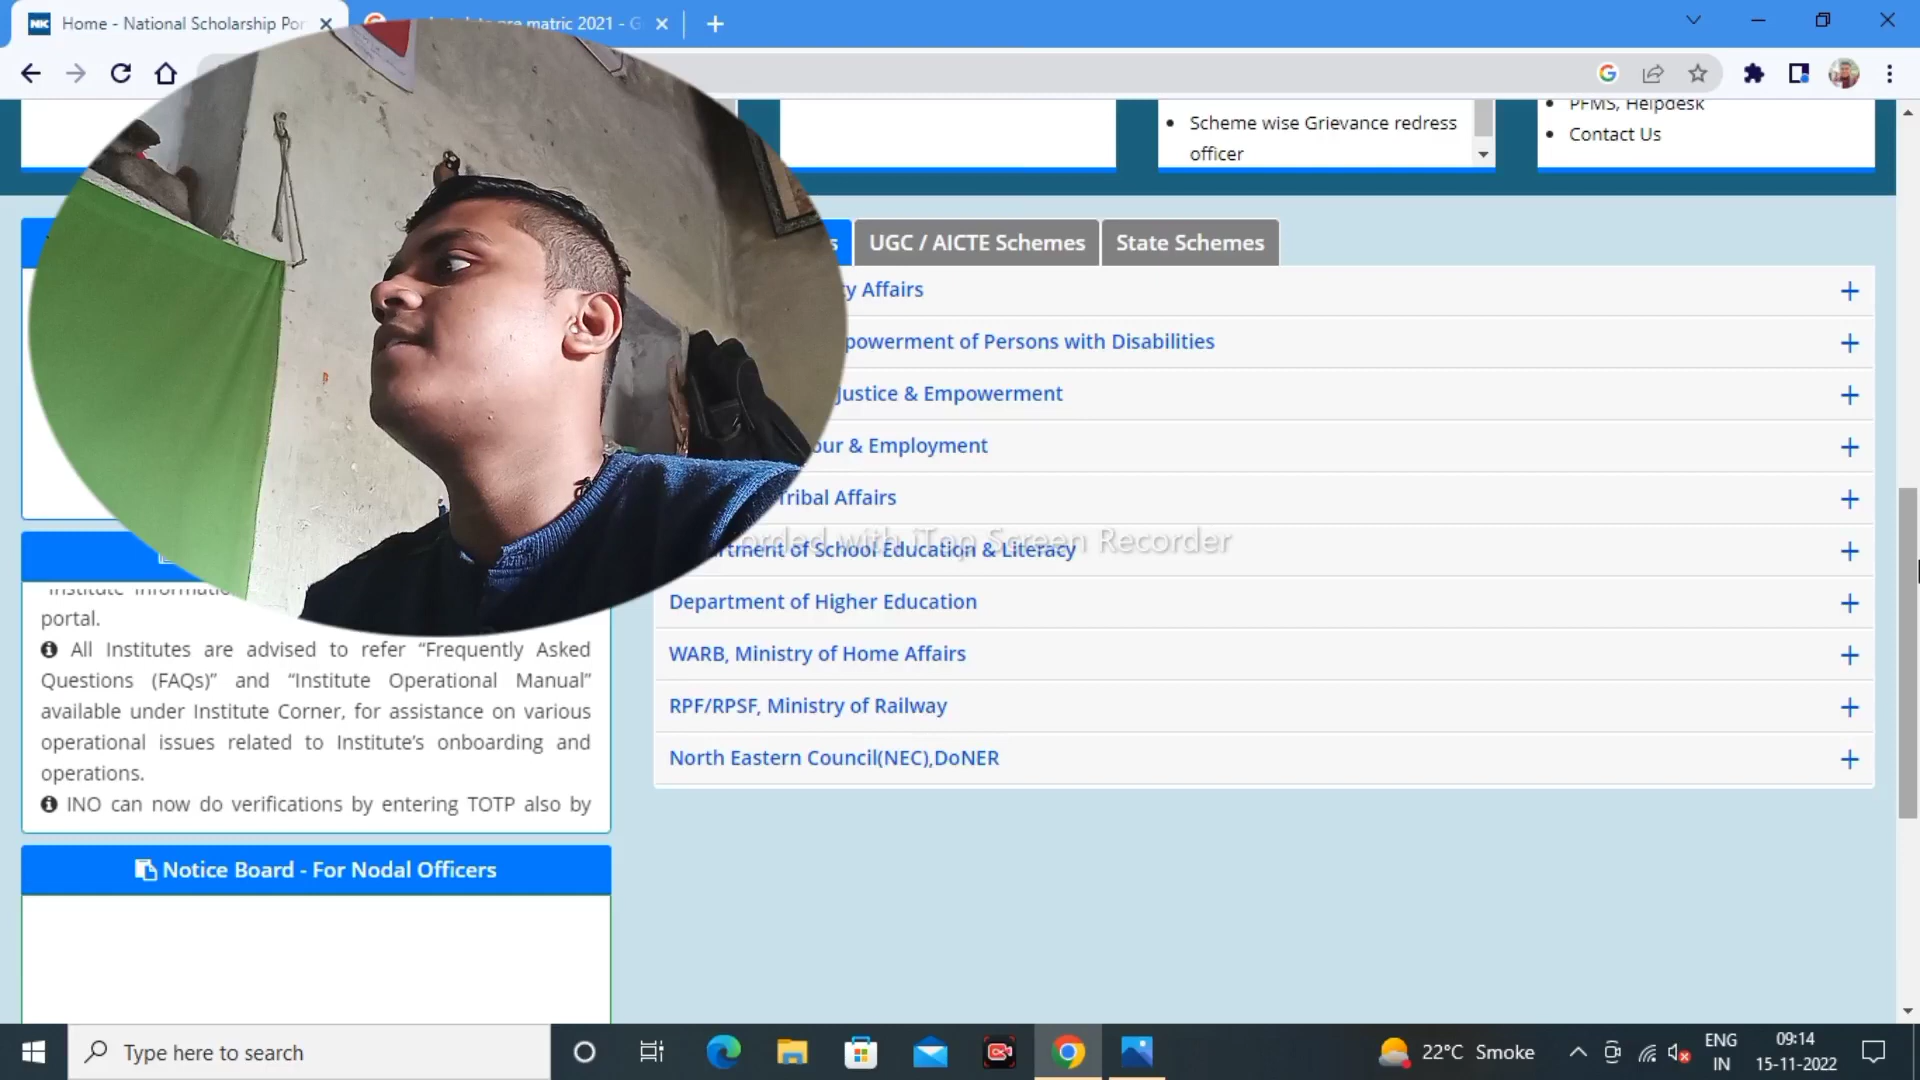 Home - National Scholarship Por
matric 2021 - G
PFMS, Helpdesk
Scheme wise Grievance redress
Contact Us
officer
UGC / AICTE Schemes
State Schemes
Affairs
of Persons with Disabilities
Justice & Empowerment
& Employment
Tribal Affairs
Screen Recorder
of School Education & Literacy
Department of Higher Education
WARB, Ministry of Home Affairs
RPF/RPSF, Ministry of Railway
North Eastern Council(NEC),DoNER
portal.
All Institutes are advised to refer “Frequently Asked
Questions (FAQs)” and “Institute Operational Manual”
available under Institute Corner, for assistance on various
operational issues related to Institute’s onboarding and
operations.
INO can now do verifications by entering TOTP also by
Notice Board - For Nodal Officers
Type here to search
22°C Smoke
ENG
IN
09:14
15-11-2022